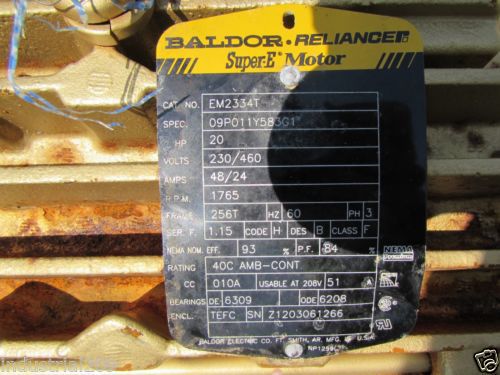 BALDOR • RELIANCER
Super-E® Motor
CAT. NO. EM2334T
SPEC. 09P011Y583G1
HP 20
VOLTS 230/460
AMPS 48/24
R.P.M. 1765
FRAME 256T HZ 60 PH 3
SER. F. 1.15 CODE H DES B CLASS F
NEMA NOM. EFF. 93 % P.F. 84 %
NEMA Premium
RATING 40C AMB-CONT
CC 010A USABLE AT 208V 51 A
BEARINGS DE 6309 ODE 6208
ENCL. TEFC SN Z1203061266
BALDOR ELECTRIC CO. FT. SMITH, AR. MFG. IN U.S.A.